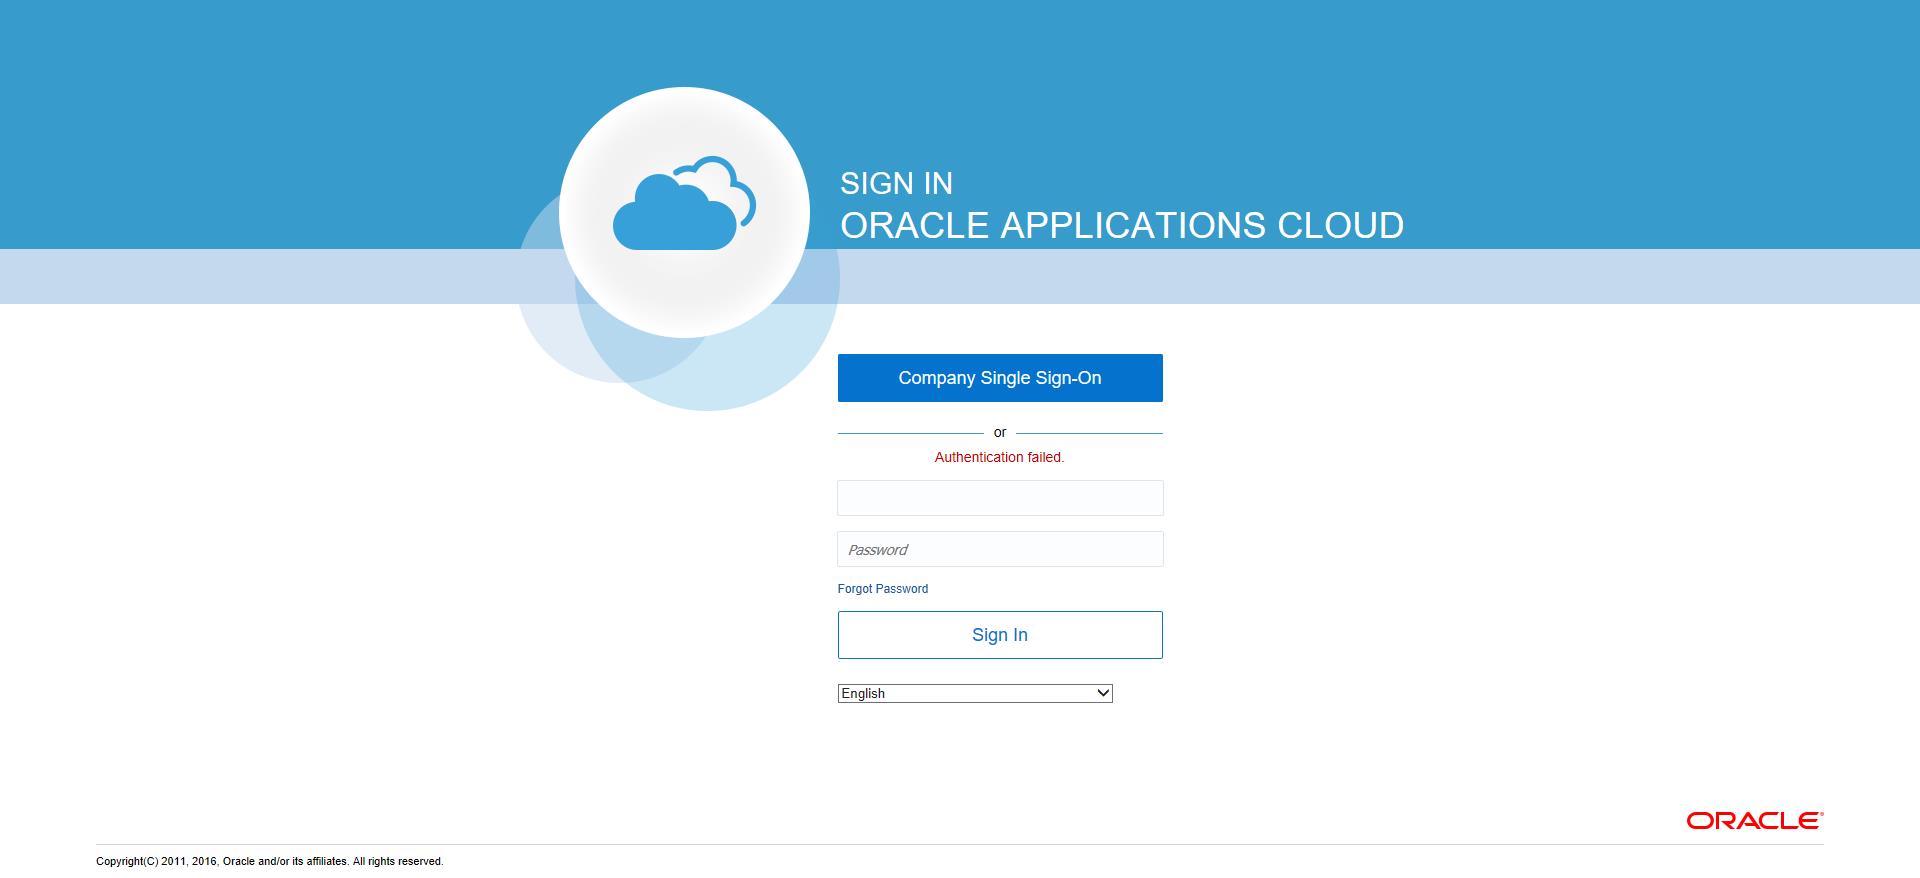 SIGN IN
ORACLE APPLICATIONS CLOUD
Company Single Sign-On
or
Authentication failed.
Password
Forgot Password
Sign In
English
ORACLE®
Copyright(C) 2011, 2016, Oracle and/or its affiliates. All rights reserved.